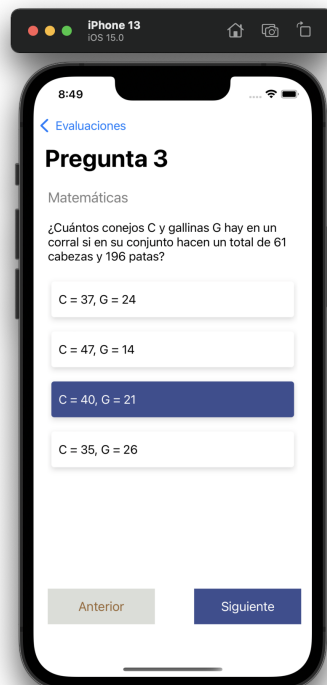 iPhone 13
iOS 15.0
8:49
Evaluaciones
Pregunta 3
Matemáticas
¿Cuántos conejos C y gallinas G hay en un
corral si en su conjunto hacen un total de 61
cabezas y 196 patas?
C = 37, G = 24
C = 47, G = 14
C = 40, G = 21
C = 35, G = 26
Anterior
Siguiente